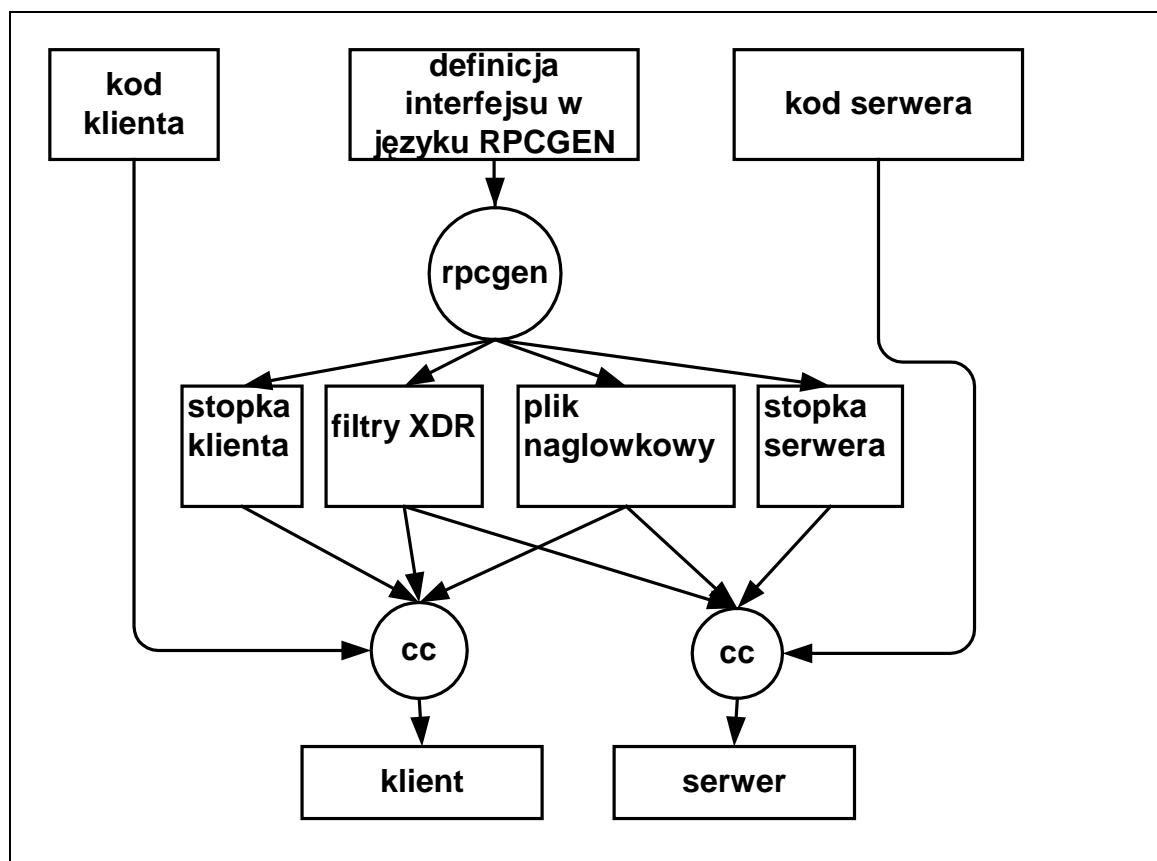 kod
klienta
definicja
interfejsu w
języku RPCGEN
kod serwera
rpcgen
stopka
klienta
filtry XDR
plik
naglowkowy
stopka
serwera
cc
cc
klient
serwer